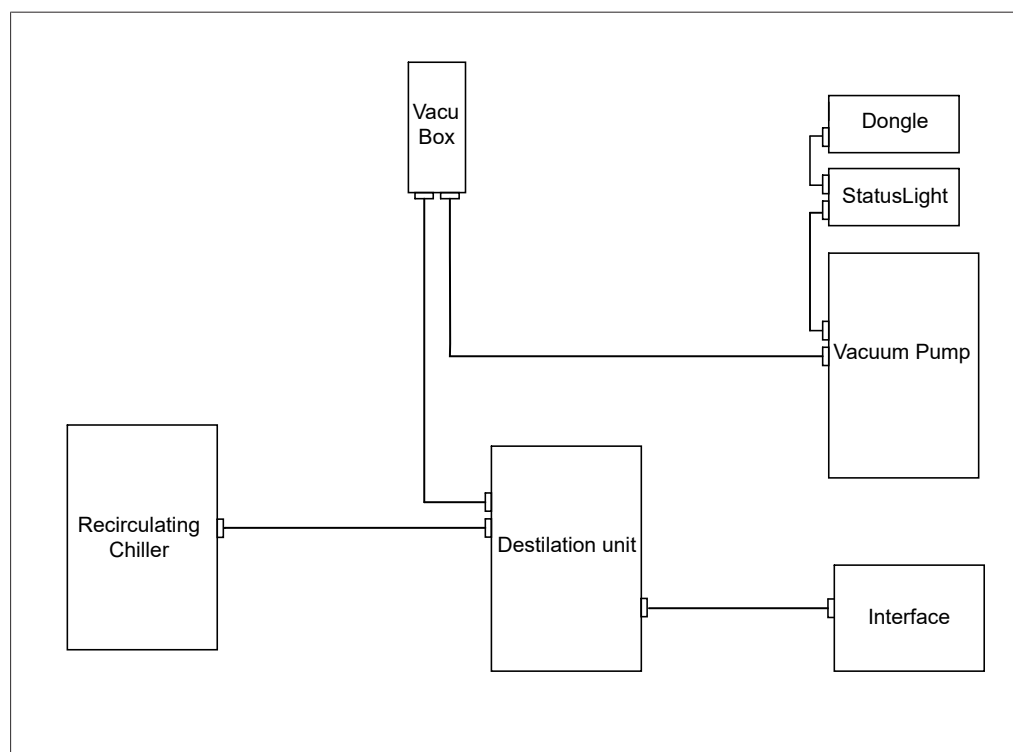 Vacu
Box
Dongle
StatusLight
Vacuum Pump
Recirculating
Chiller
Destilation unit
Interface